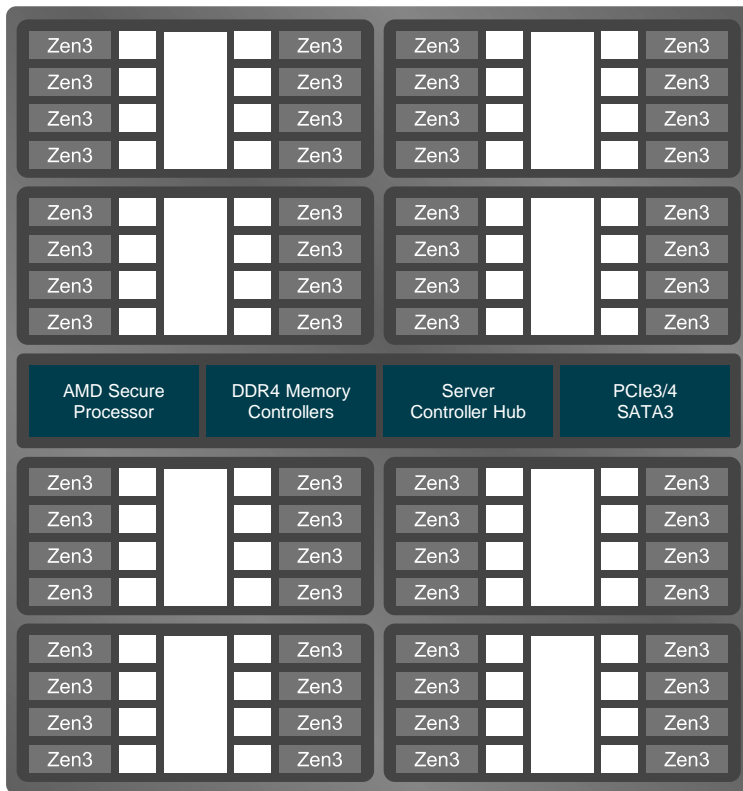 Zen3 Zen3 Zen3 Zen3
Zen3 Zen3 Zen3 Zen3
Zen3 Zen3 Zen3 Zen3
Zen3 Zen3 Zen3 Zen3
Zen3 Zen3 Zen3 Zen3
Zen3 Zen3 Zen3 Zen3
Zen3 Zen3 Zen3 Zen3
Zen3 Zen3 Zen3 Zen3
AMD Secure
Processor
DDR4 Memory
Controllers
Server
Controller Hub
PCIe3/4
SATA3
Zen3 Zen3 Zen3 Zen3
Zen3 Zen3 Zen3 Zen3
Zen3 Zen3 Zen3 Zen3
Zen3 Zen3 Zen3 Zen3
Zen3 Zen3 Zen3 Zen3
Zen3 Zen3 Zen3 Zen3
Zen3 Zen3 Zen3 Zen3
Zen3 Zen3 Zen3 Zen3